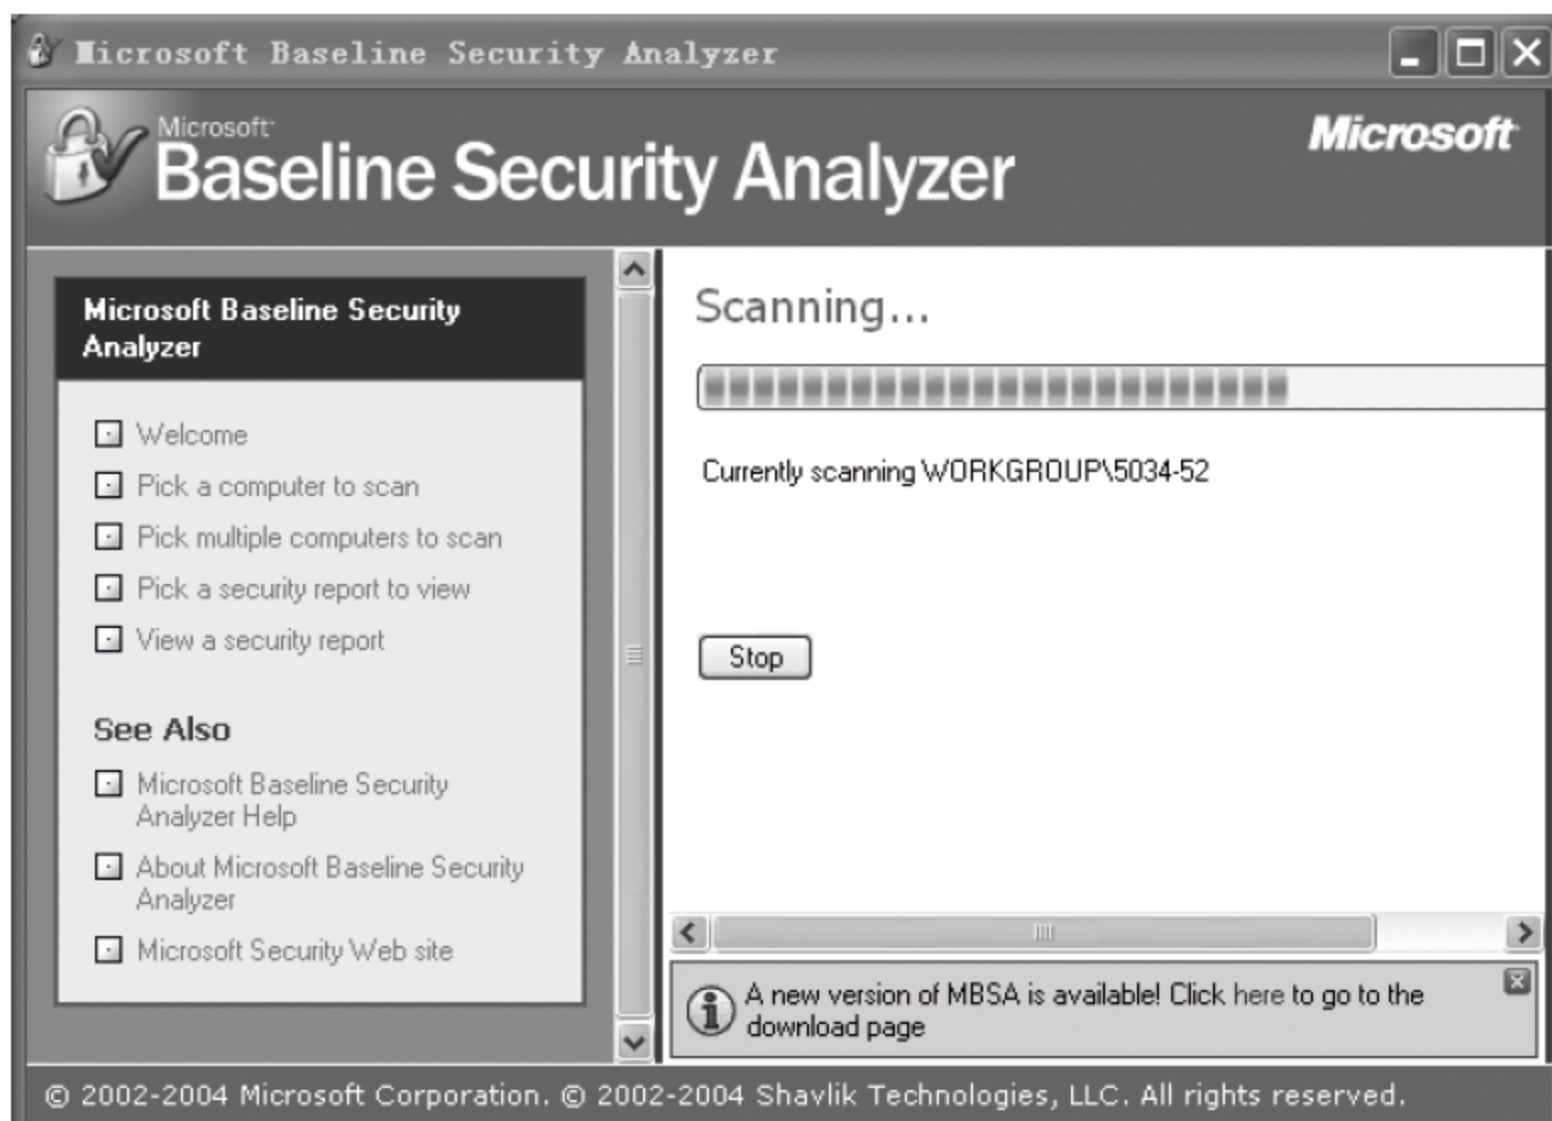 Microsoft Baseline Security Analyzer
Microsoft
Baseline Security Analyzer
Microsoft
Microsoft Baseline Security
Analyzer
Welcome
Pick a computer to scan
Pick multiple computers to scan
Pick a security report to view
View a security report
See Also
Microsoft Baseline Security
Analyzer Help
About Microsoft Baseline Security
Analyzer
Microsoft Security Web site
Scanning...
Currently scanning WORKGROUP\5034-52
Stop
A new version of MBSA is available! Click here to go to the
download page
© 2002-2004 Microsoft Corporation. © 2002-2004 Shavlik Technologies, LLC. All rights reserved.